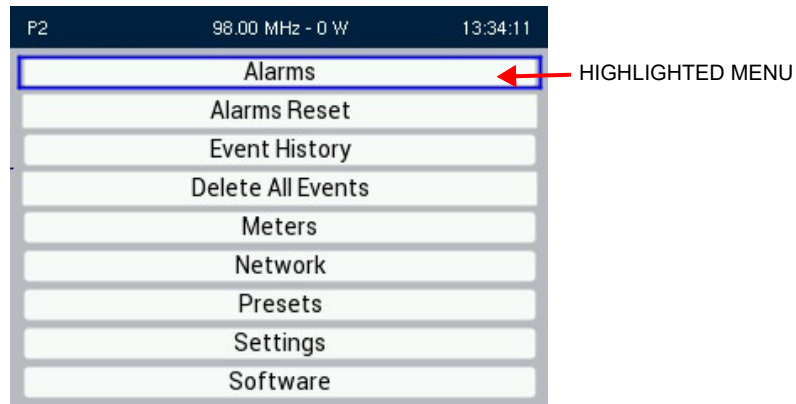 P2 98.00 MHz - 0 W 13:34:11
Alarms HIGHLIGHTED MENU
Alarms Reset
Event History
Delete All Events
Meters
Network
Presets
Settings
Software